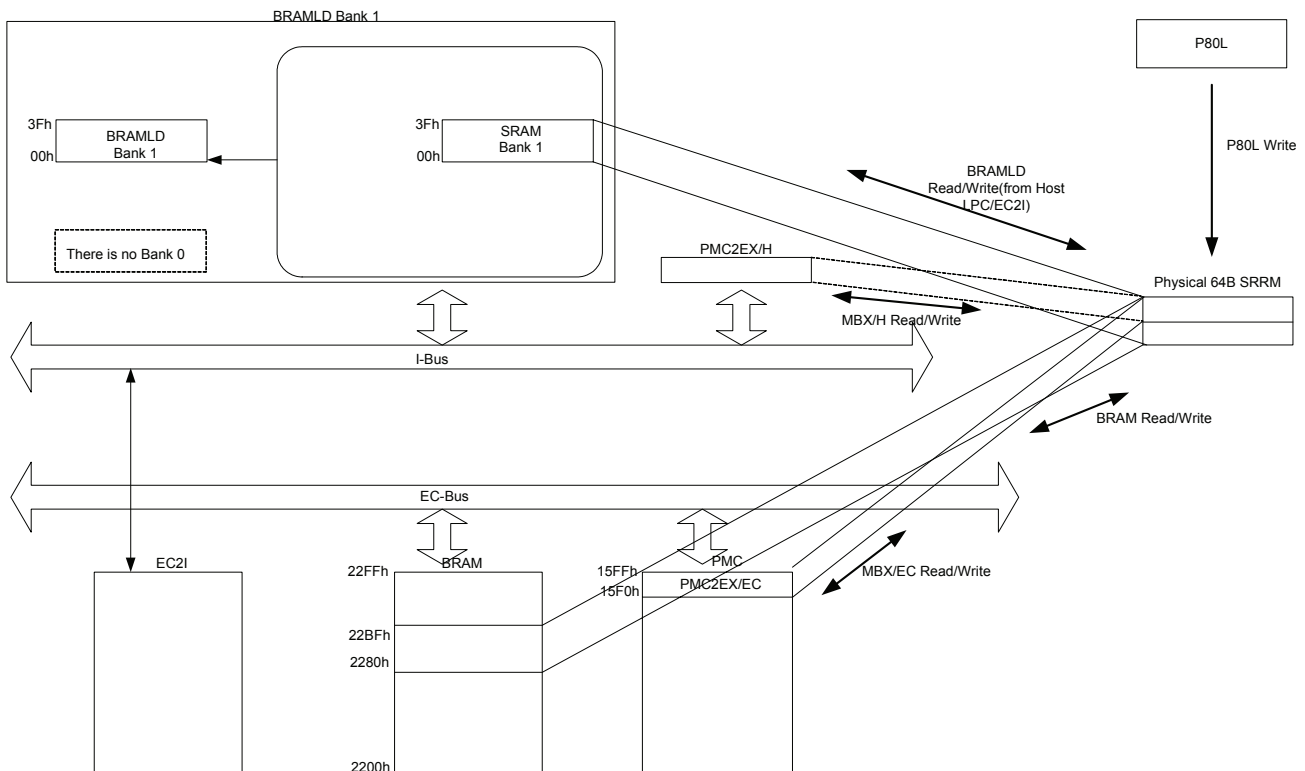 BRAMLD Bank 1
P80L
3Fh
BRAMLD
Bank 1
00h
3Fh
SRAM
Bank 1
00h
P80L Write
BRAMLD
Read/Write(from Host
LPC/EC2I)
There is no Bank 0
PMC2EX/H
Physical 64B SRRM
MBX/H Read/Write
I-Bus
BRAM Read/Write
EC-Bus
EC2I
22FFh
BRAM
15FFh
PMC
15F0h
PMC2EX/EC
MBX/EC Read/Write
22BFh
2280h
2200h